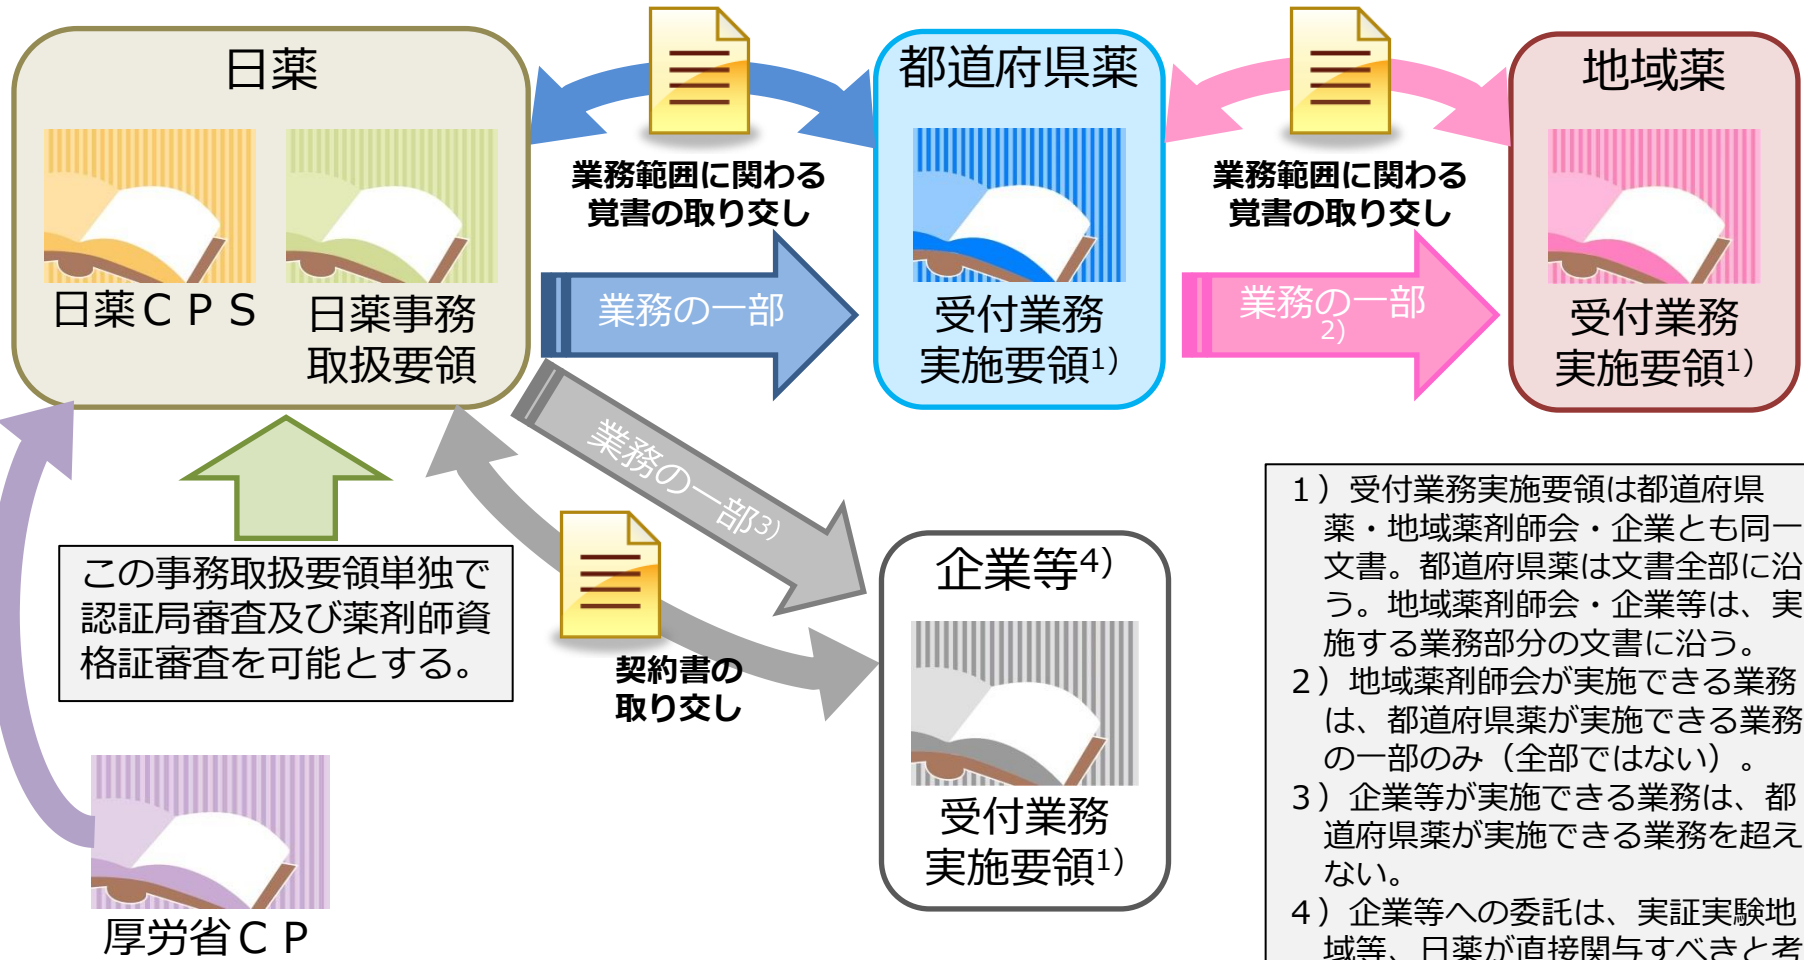 日薬
日薬ＣＰＳ
日薬事務
取扱要領
業務範囲に関わる
覚書の取り交し
業務の一部
都道府県薬
受付業務
実施要領1)
業務範囲に関わる
覚書の取り交し
業務の一部
2)
地域薬
受付業務
実施要領1)
業務の一部3)
契約書の
取り交し
企業等4)
受付業務
実施要領1)
この事務取扱要領単独で
認証局審査及び薬剤師資
格証審査を可能とする。
厚労省ＣＰ
1）受付業務実施要領は都道府県
薬・地域薬剤師会・企業とも同一
文書。都道府県薬は文書全部に沿
う。地域薬剤師会・企業等は、実
施する業務部分の文書に沿う。
2）地域薬剤師会が実施できる業務
は、都道府県薬が実施できる業務
の一部のみ（全部ではない）。
3）企業等が実施できる業務は、都
道府県薬が実施できる業務を超え
ない。
4）企業等への委託は、実証実験地
域等、日薬が直接関与すべきと考